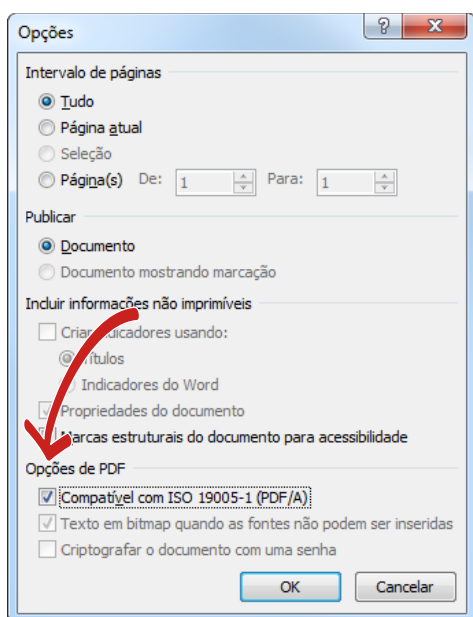 Opções
?
X
Intervalo de páginas
Tudo
Página atual
Seleção
Página(s) De: 1 Para: 1
Publicar
Documento
Documento mostrando marcação
Incluir informações não imprimíveis
Criar indicadores usando:
Títulos
Indicadores do Word
Propriedades do documento
Marcas estruturais do documento para acessibilidade
Opções de PDF
Compatível com ISO 19005-1 (PDF/A)
Texto em bitmap quando as fontes não podem ser inseridas
Criptografar o documento com uma senha
OK Cancelar